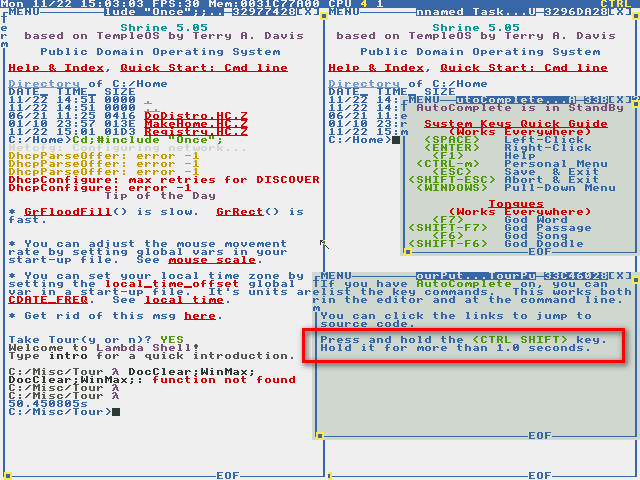 Mon 11/22 15:03:03 FPS:30 Mem:0031C77A00 CPU 4 1 CTRL
MENU lude "Once";;.. 32977428[X]
Shrine 5.05
based on TempleOS by Terry A. Davis
Public Domain Operating System
Help & Index, Quick Start: Cmd line
Directory of C:/Home
DATE TIME SIZE
11/22 14:51 0000 .
11/22 14:51 0000 ..
06/21 11:25 0416 DoDistro.HC.Z
01/10 23:57 013E MakeHome.HC.Z
11/22 15:01 01D3 Registry.HC.Z
C:/Home>Cd;#include "Once";
Netcfg: Configuring network...
DhcpParseOffer: error -1
DhcpParseOffer: error -1
DhcpParseOffer: error -1
DhcpConfigure: max retries for DISCOVER
DhcpConfigure: error -1
Tip of the Day
* GrFloodFill() is slow. GrRect() is
fast.
* You can adjust the mouse movement
rate by setting global vars in your
start-up file. See mouse scale.
* You can set your local time zone by
setting the local_time_offset global
var in a start-up file. It's units are
CDATE_FREQ. See local time.
* Get rid of this msg here.
Take Tour(y or n)? YES
Welcome to Lambda Shell!
Type intro for a quick introduction.
C:/Misc/Tour λ DocClear;WinMax;
DocClear;WinMax;: function not found
C:/Misc/Tour λ
C:/Misc/Tour λ
50.450805s
C:/Misc/Tour>
EOF
MENU nnamed Task...U 3296DA28[X]
Shrine 5.05
based on TempleOS by Terry A. Davis
Public Domain Operating System
Help & Index, Quick Start: Cmd line
Directory of C:/Home
DATE TIME SIZE
11/22 14:
11/22 14:
06/21 11:
01/10 23:
11/22 15:
C:/Home>
EOF
MENU utoComplete...A
AutoComplete is in StandBy
System Keys Quick Guide
(Works Everywhere)
<SPACE> Left-Click
<ENTER> Right-Click
<F1> Help
<CTRL-m> Personal Menu
<ESC> Save & Exit
<SHIFT-ESC> Abort & Exit
<WINDOWS> Pull-Down Menu
Tongues
(Works Everywhere)
<F7> God Word
<SHIFT-F7> God Passage
<F6> God Song
<SHIFT-F6> God Doodle
EOF
MENU ourPut...TourPu 33C46028[X]
If you have AutoComplete on, you can
list the key commands. This works both
in the editor and at the command line.
You can click the links to jump to
source code.
Press and hold the <CTRL SHIFT> key.
Hold it for more than 1.0 seconds.
EOF